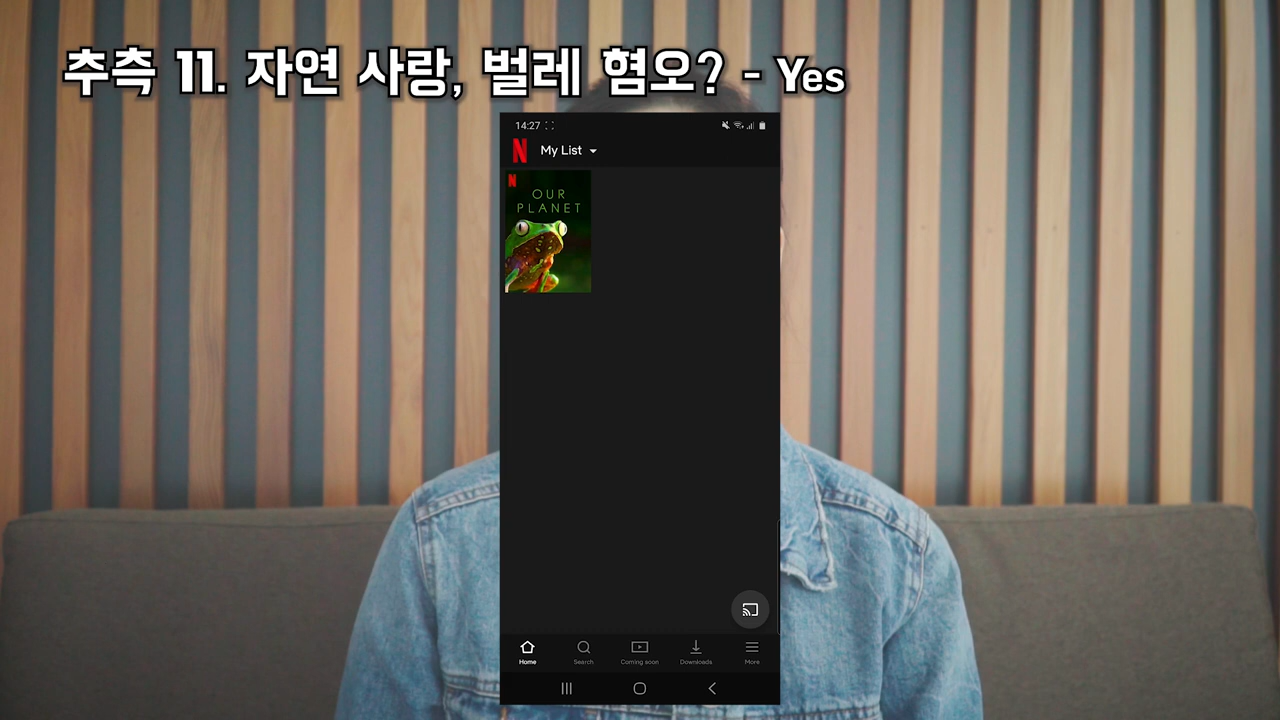 추측 11. 자연 사랑, 벌레 혐오? - Yes
14:27
N My List
N
OUR
PLANET
Home Search Coming soon Downloads More